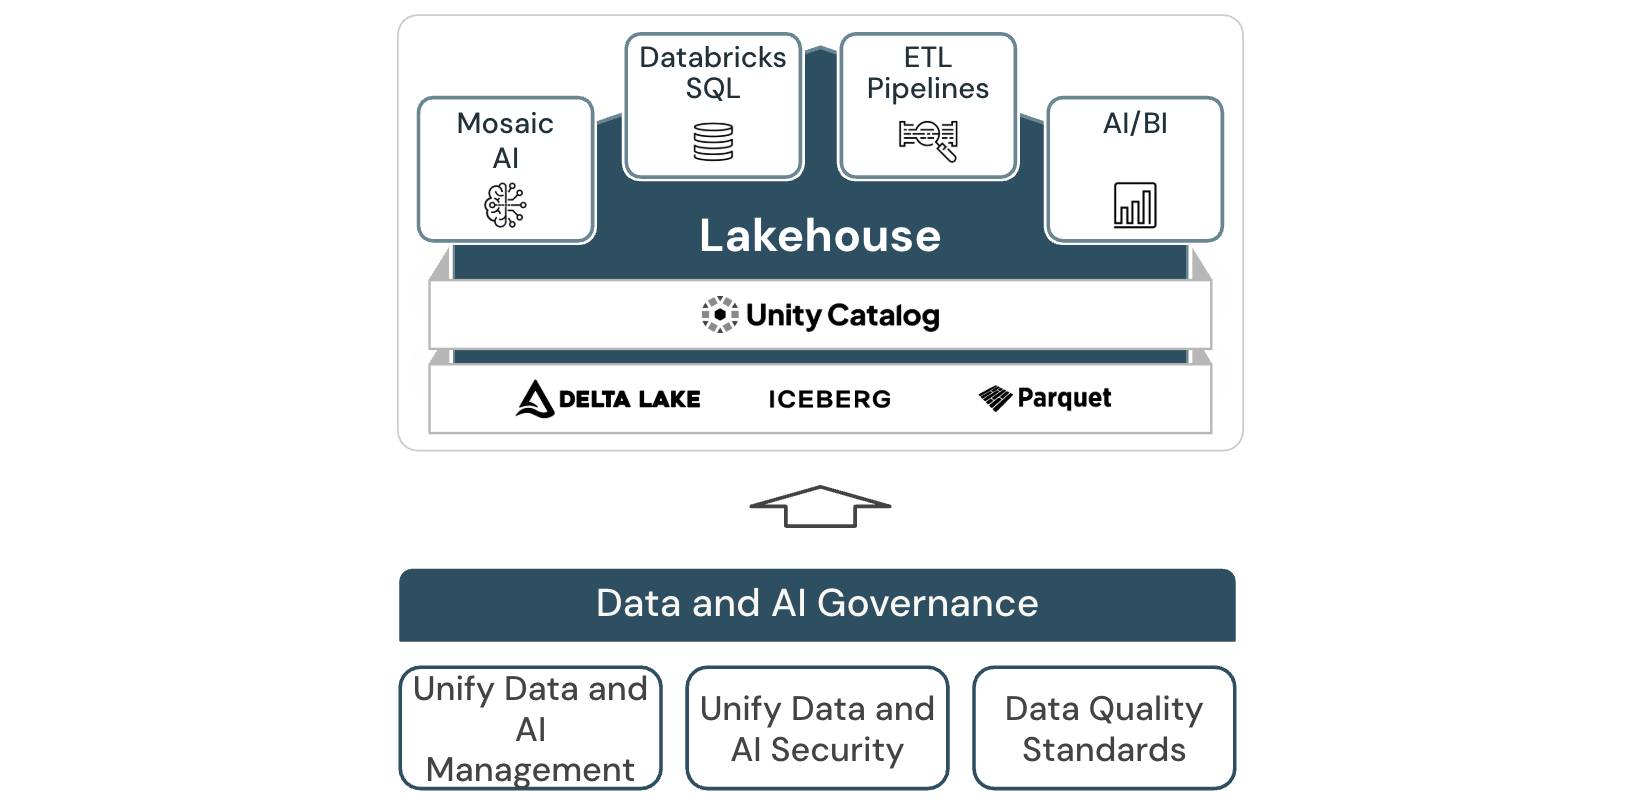 Databricks
SQL
ETL
Pipelines
Mosaic
AI
AI/BI
Lakehouse
Unity Catalog
DELTA LAKE
ICEBERG
Parquet
Data and AI Governance
Unify Data and
AI
Management
Unify Data and
AI Security
Data Quality
Standards